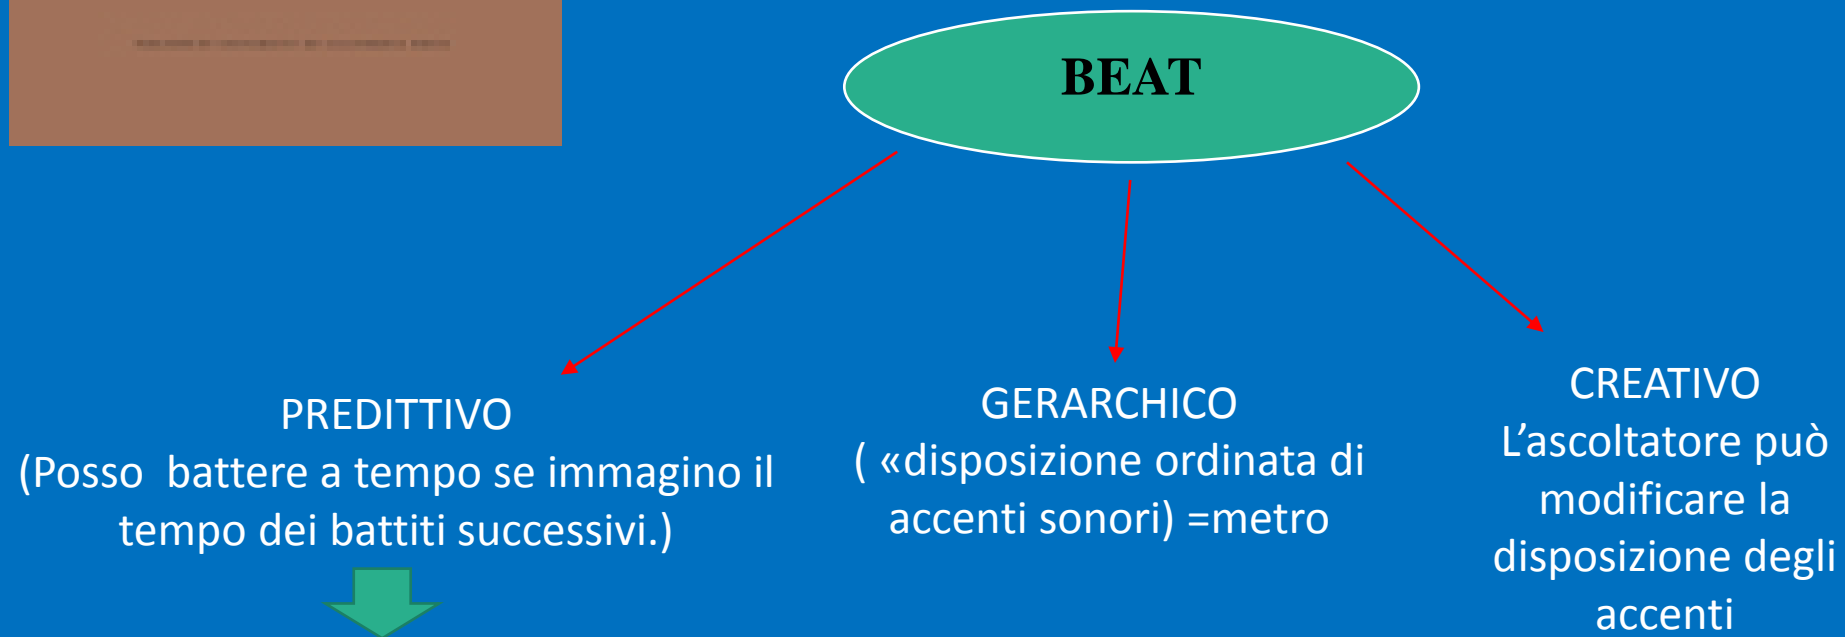 BEAT
PREDITTIVO
(Posso  battere a tempo se immagino il
tempo dei battiti successivi.)
GERARCHICO
( «disposizione ordinata di
accenti sonori) =metro
CREATIVO
L’ascoltatore può
modificare la
disposizione degli
accenti